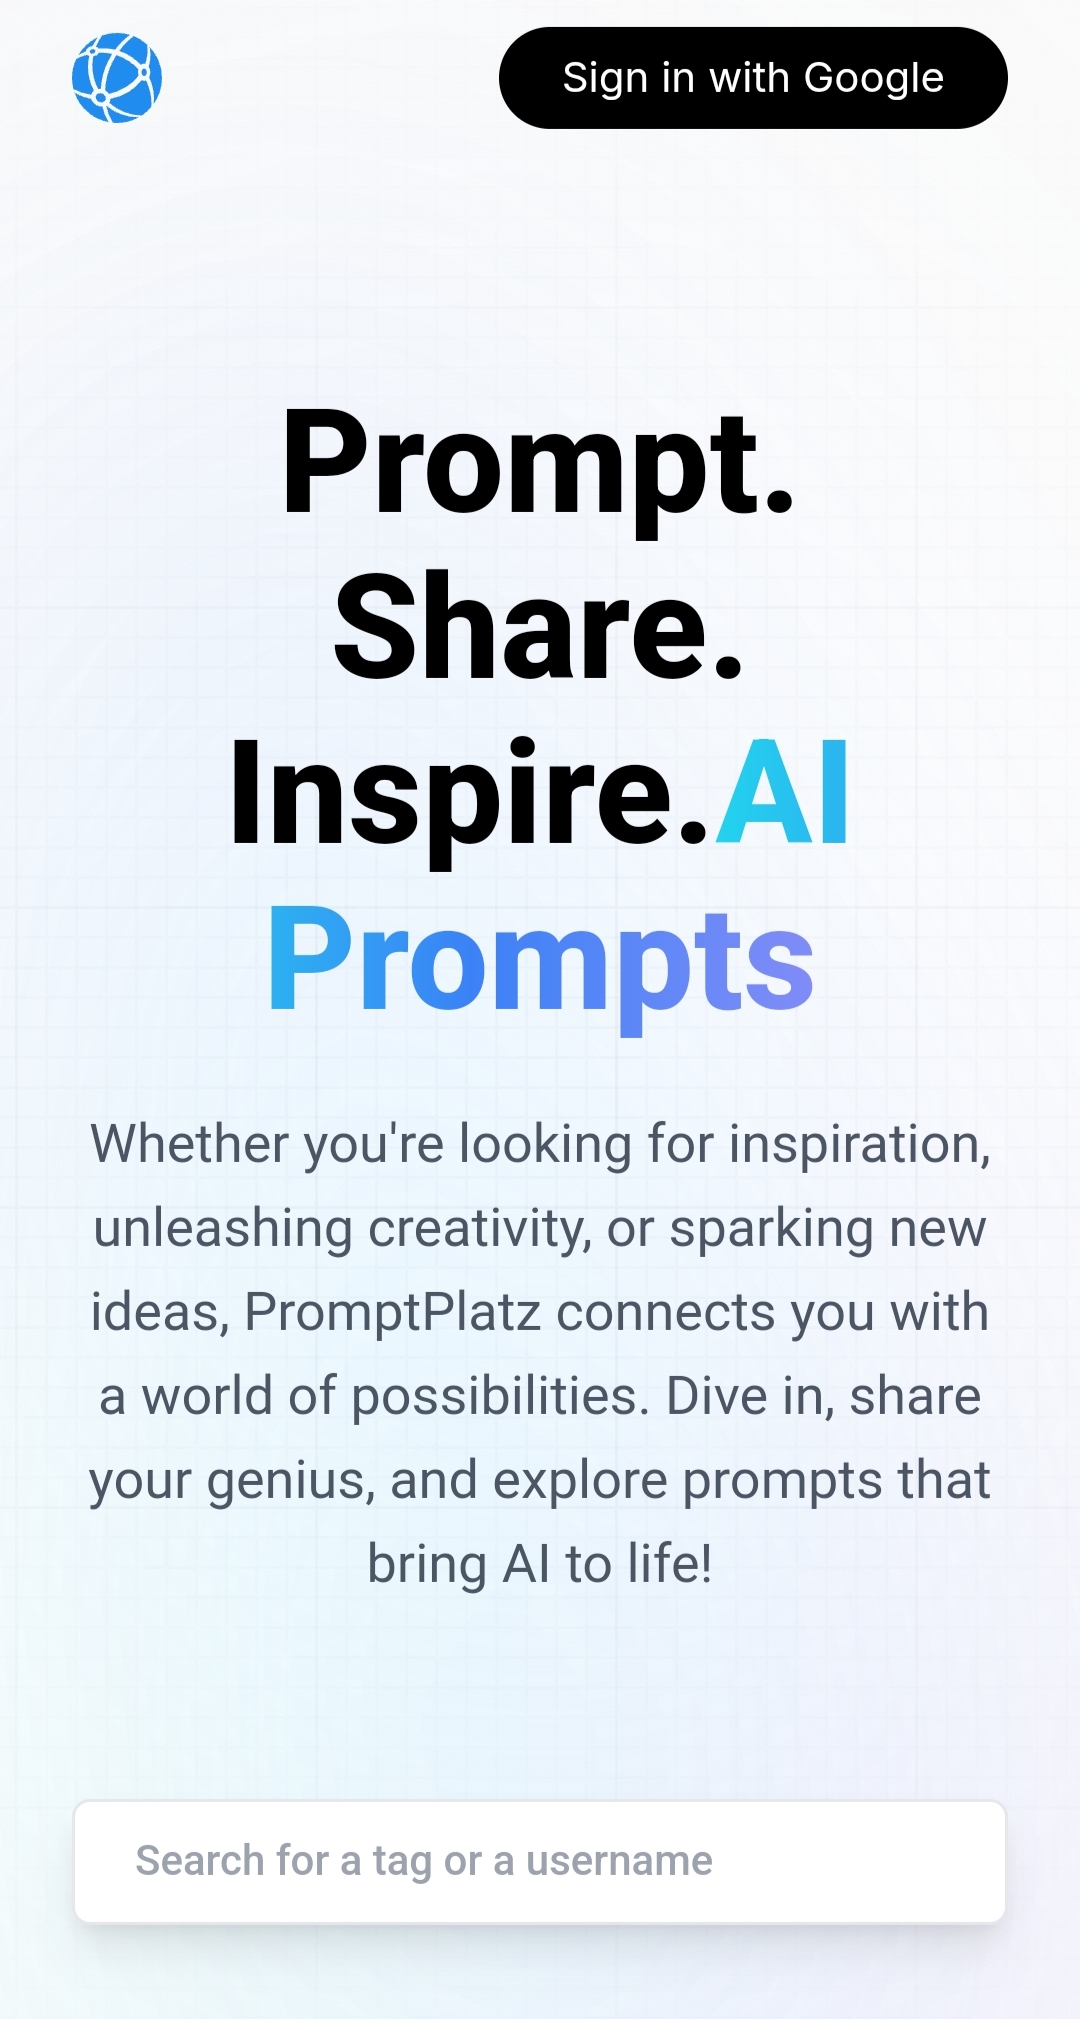 Sign in with Google
Prompt.
Share.
Inspire.AI
Prompts
Whether you're looking for inspiration,
unleashing creativity, or sparking new
ideas, PromptPlatz connects you with
a world of possibilities. Dive in, share
your genius, and explore prompts that
bring AI to life!
Search for a tag or a username